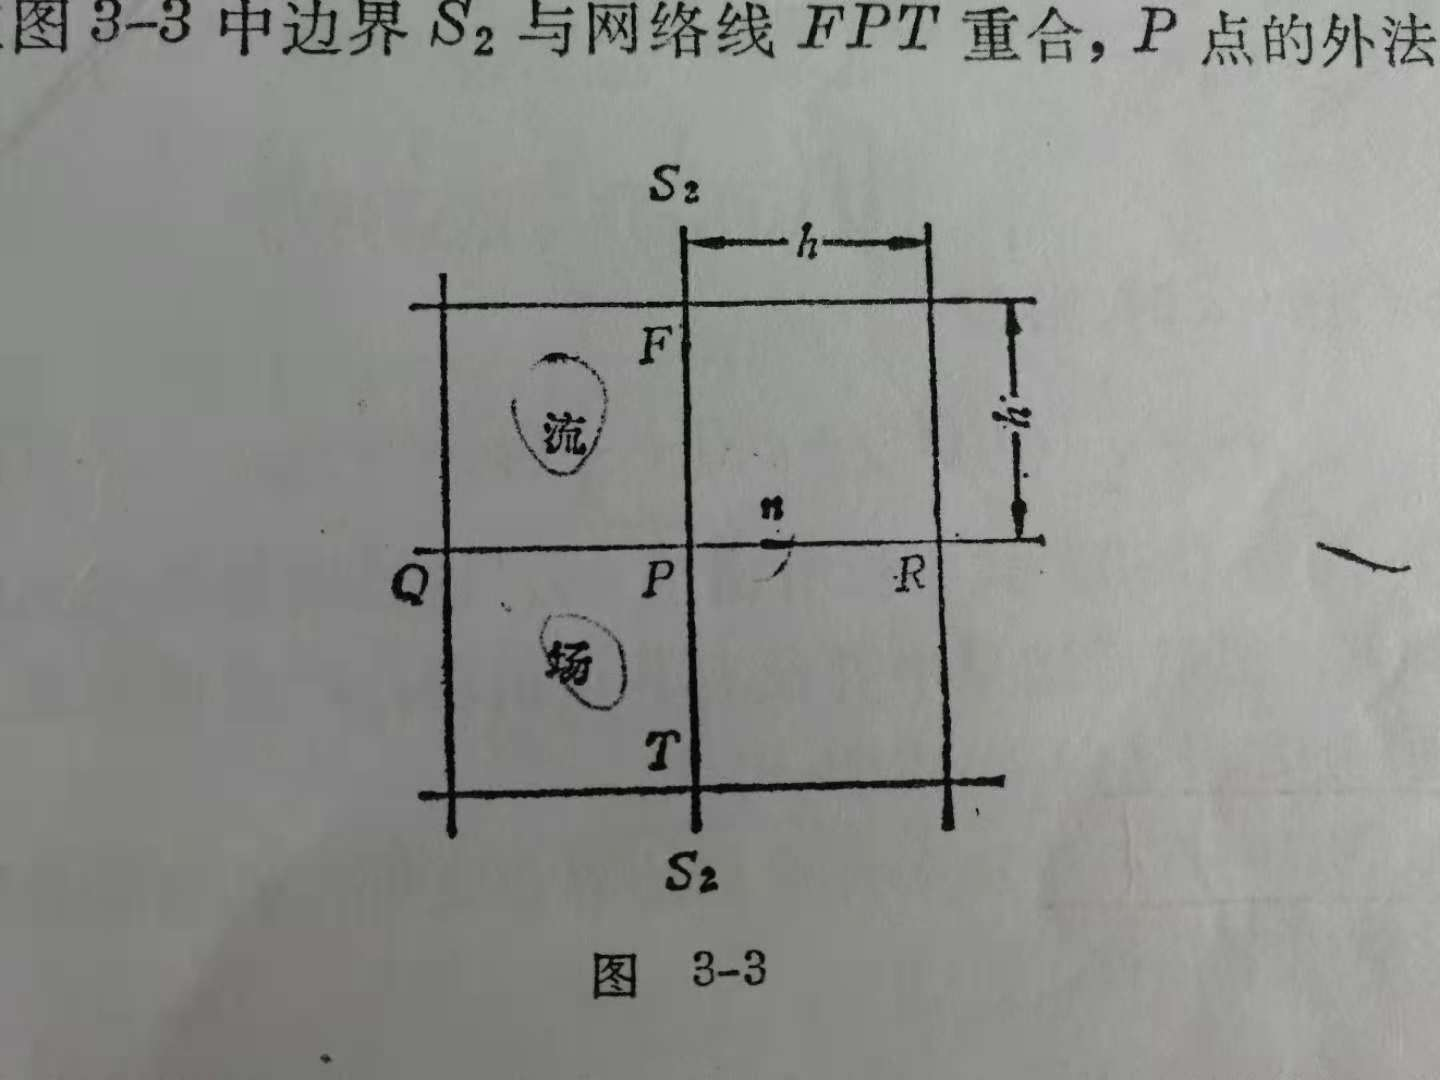 图 3-3 中边界 S₂ 与网络线 FPT 重合, P 点的外法
S₂
h
F
h
流
n
Q
P
R
场
T
S₂
图 3-3